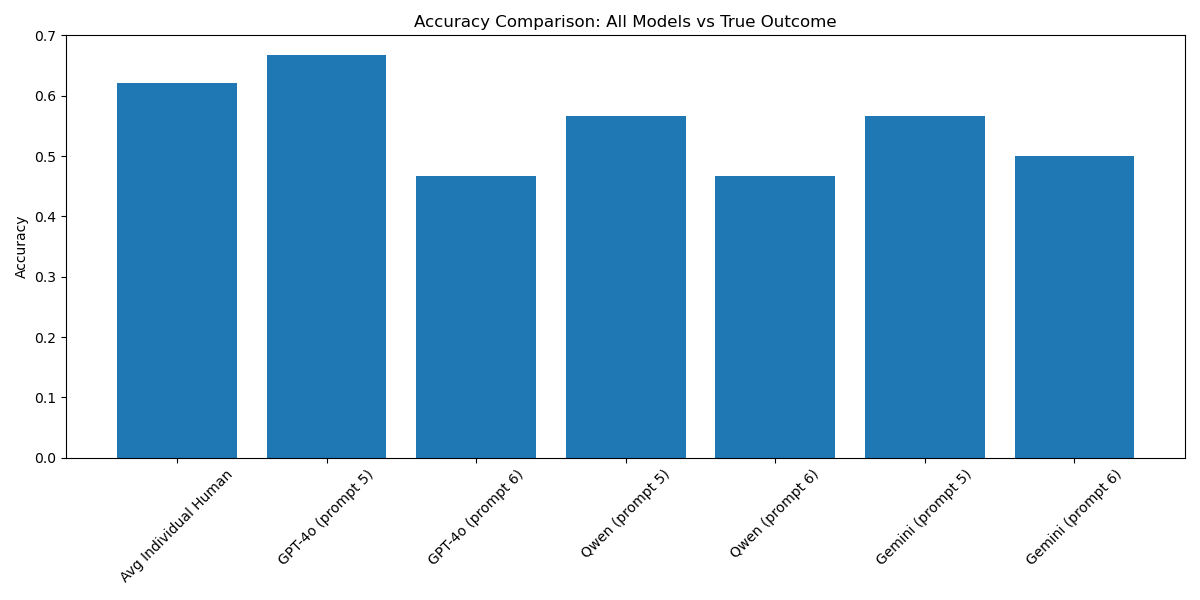 Accuracy Comparison: All Models vs True Outcome
Accuracy
0.7
0.6
0.5
0.4
0.3
0.2
0.1
0.0
Avg Individual Human
GPT-4o (prompt 5)
GPT-4o (prompt 6)
Qwen (prompt 5)
Qwen (prompt 6)
Gemini (prompt 5)
Gemini (prompt 6)